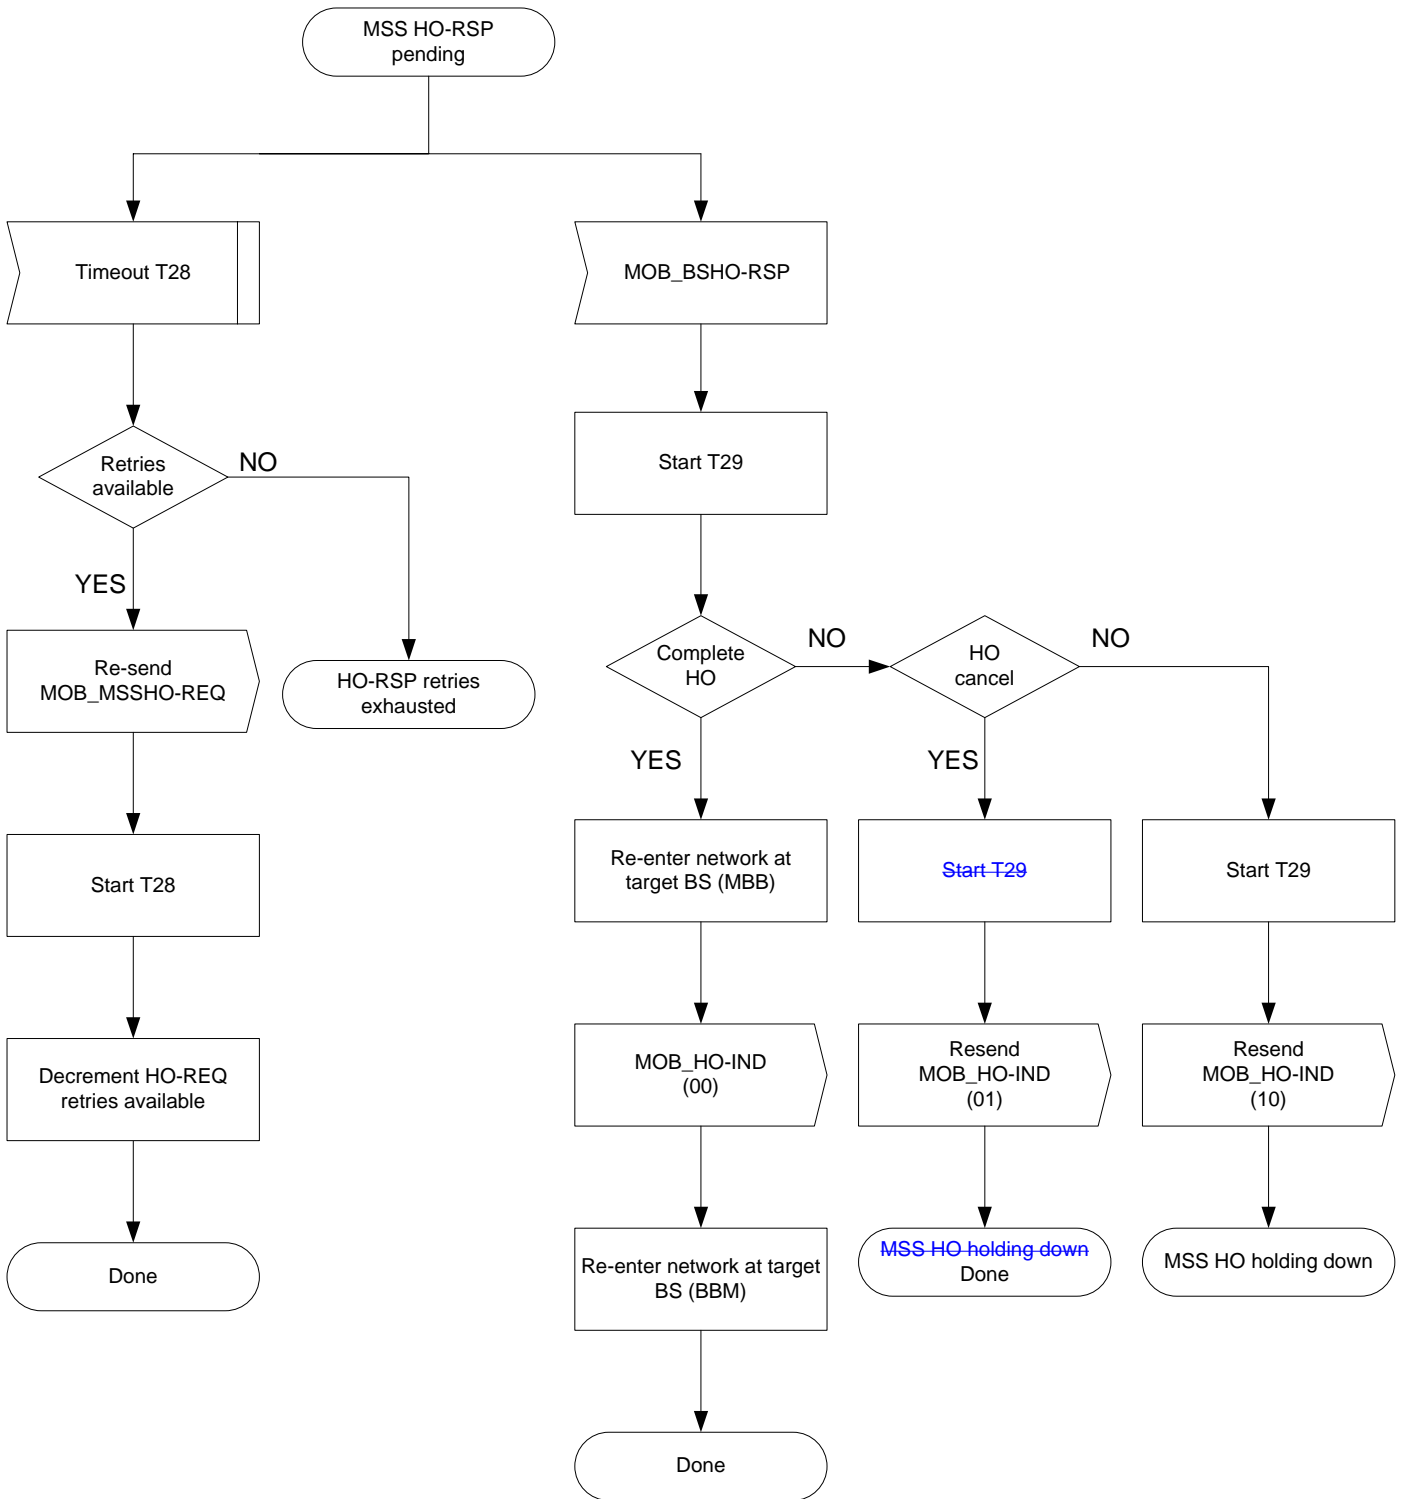 MSS HO-RSP
pending
Timeout T28
MOB_BSHO-RSP
Start T29
Retries
available
NO
YES
Re-send
MOB_MSSHO-REQ
HO-RSP retries
exhausted
Complete
HO
NO
HO
cancel
NO
YES
YES
Start T28
Re-enter network at
target BS (MBB)
Start T29
Start T29
Decrement HO-REQ
retries available
MOB_HO-IND
(00)
Resend
MOB_HO-IND
(01)
Resend
MOB_HO-IND
(10)
Done
Re-enter network at target
BS (BBM)
MSS HO holding down
Done
MSS HO holding down
Done